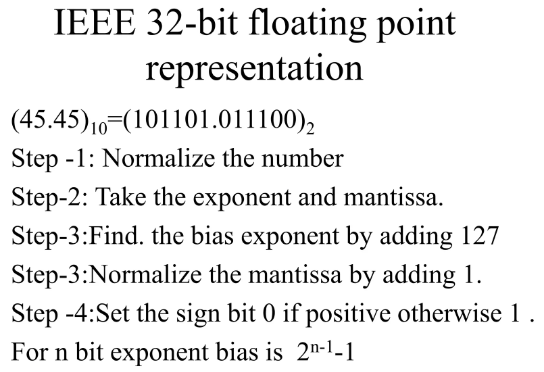 IEEE 32-bit floating point
representation
(45.45)₁₀=(101101.011100)₂
Step -1: Normalize the number
Step-2: Take the exponent and mantissa.
Step-3:Find. the bias exponent by adding 127
Step-3:Normalize the mantissa by adding 1.
Step -4:Set the sign bit 0 if positive otherwise 1 .
For n bit exponent bias is 2ⁿ⁻¹-1